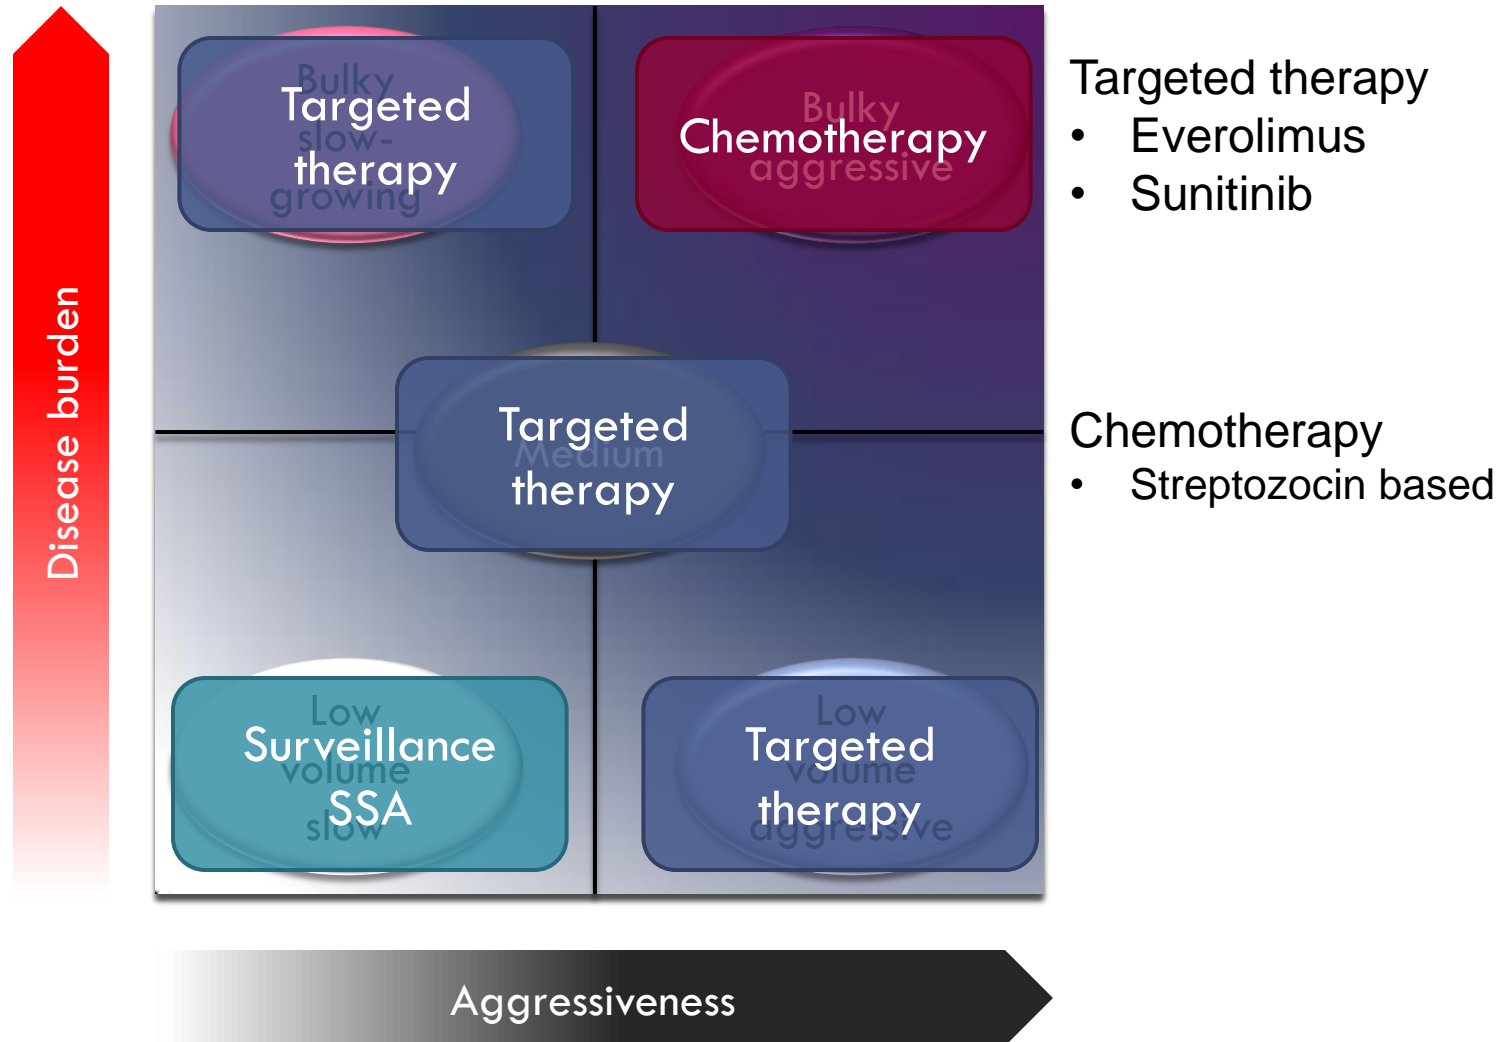 Disease burden
Bulky
slow-
growing
Targeted
therapy
Bulky
aggressive
Chemotherapy
Medium
Targeted
therapy
Low
volume
slow
Surveillance
SSA
Low
volume
aggressive
Targeted
therapy
Aggressiveness
Targeted therapy
• Everolimus
• Sunitinib
Chemotherapy
• Streptozocin based